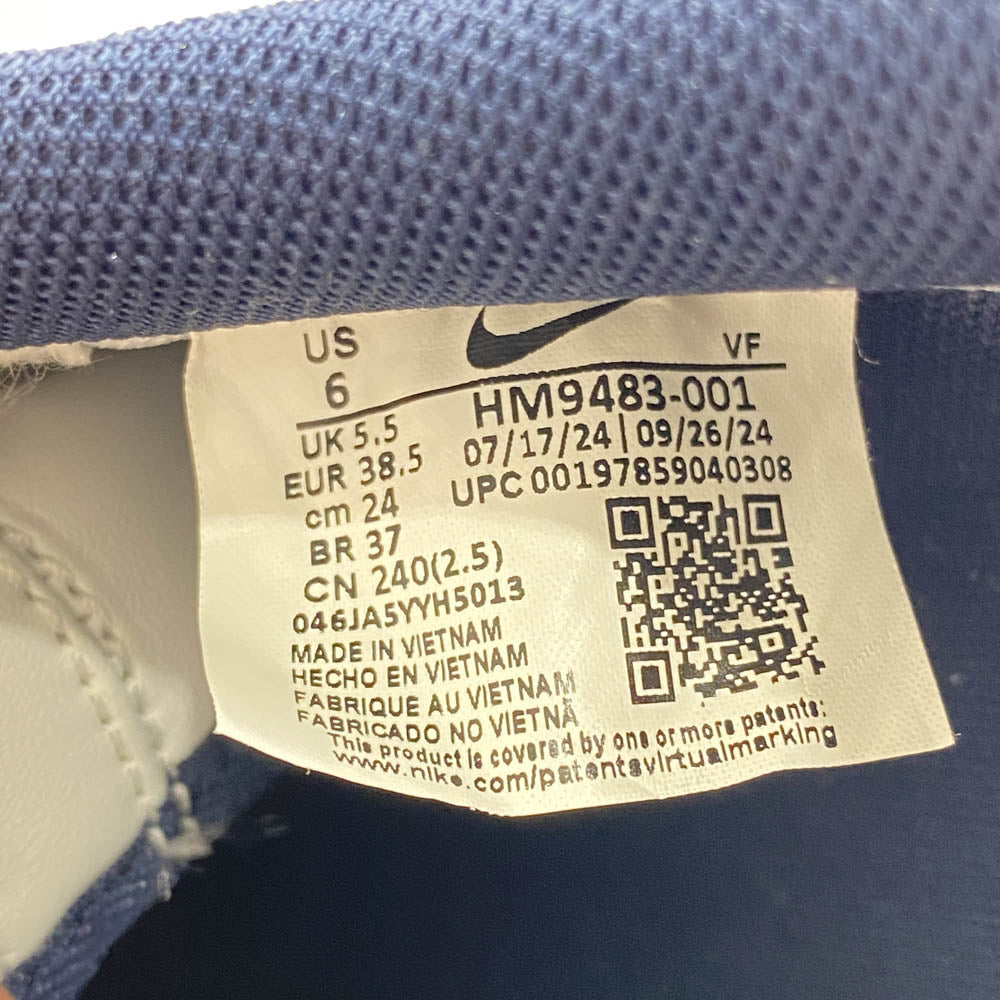 US
6
UK 5.5
EUR 38.5
cm 24
BR 37
CN 240(2.5)
046JA5YYH5013
MADE IN VIETNAM
HECHO EN VIETNAM
FABRIQUE AU VIETNAM
FABRICADO NO VIETNÃ
VF
HM9483-001
07/17/24 | 09/26/24
UPC 00197859040308
This product is covered by one or more patents:
www.nike.com/patentsvirtualmarking